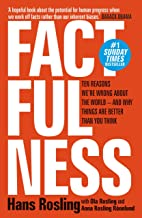 'A hopeful book about the potential for human progress when
we work off facts rather than our inherent biases' BARACK OBAMA
FACT
FUL
NESS
#1
SUNDAY
TIMES
BESTSELLER
TEN REASONS
WE'RE WRONG ABOUT
THE WORLD – AND WHY
THINGS ARE BETTER
THAN YOU THINK
Hans Rosling
with Ola Rosling and
Anna Rosling Rönnlund